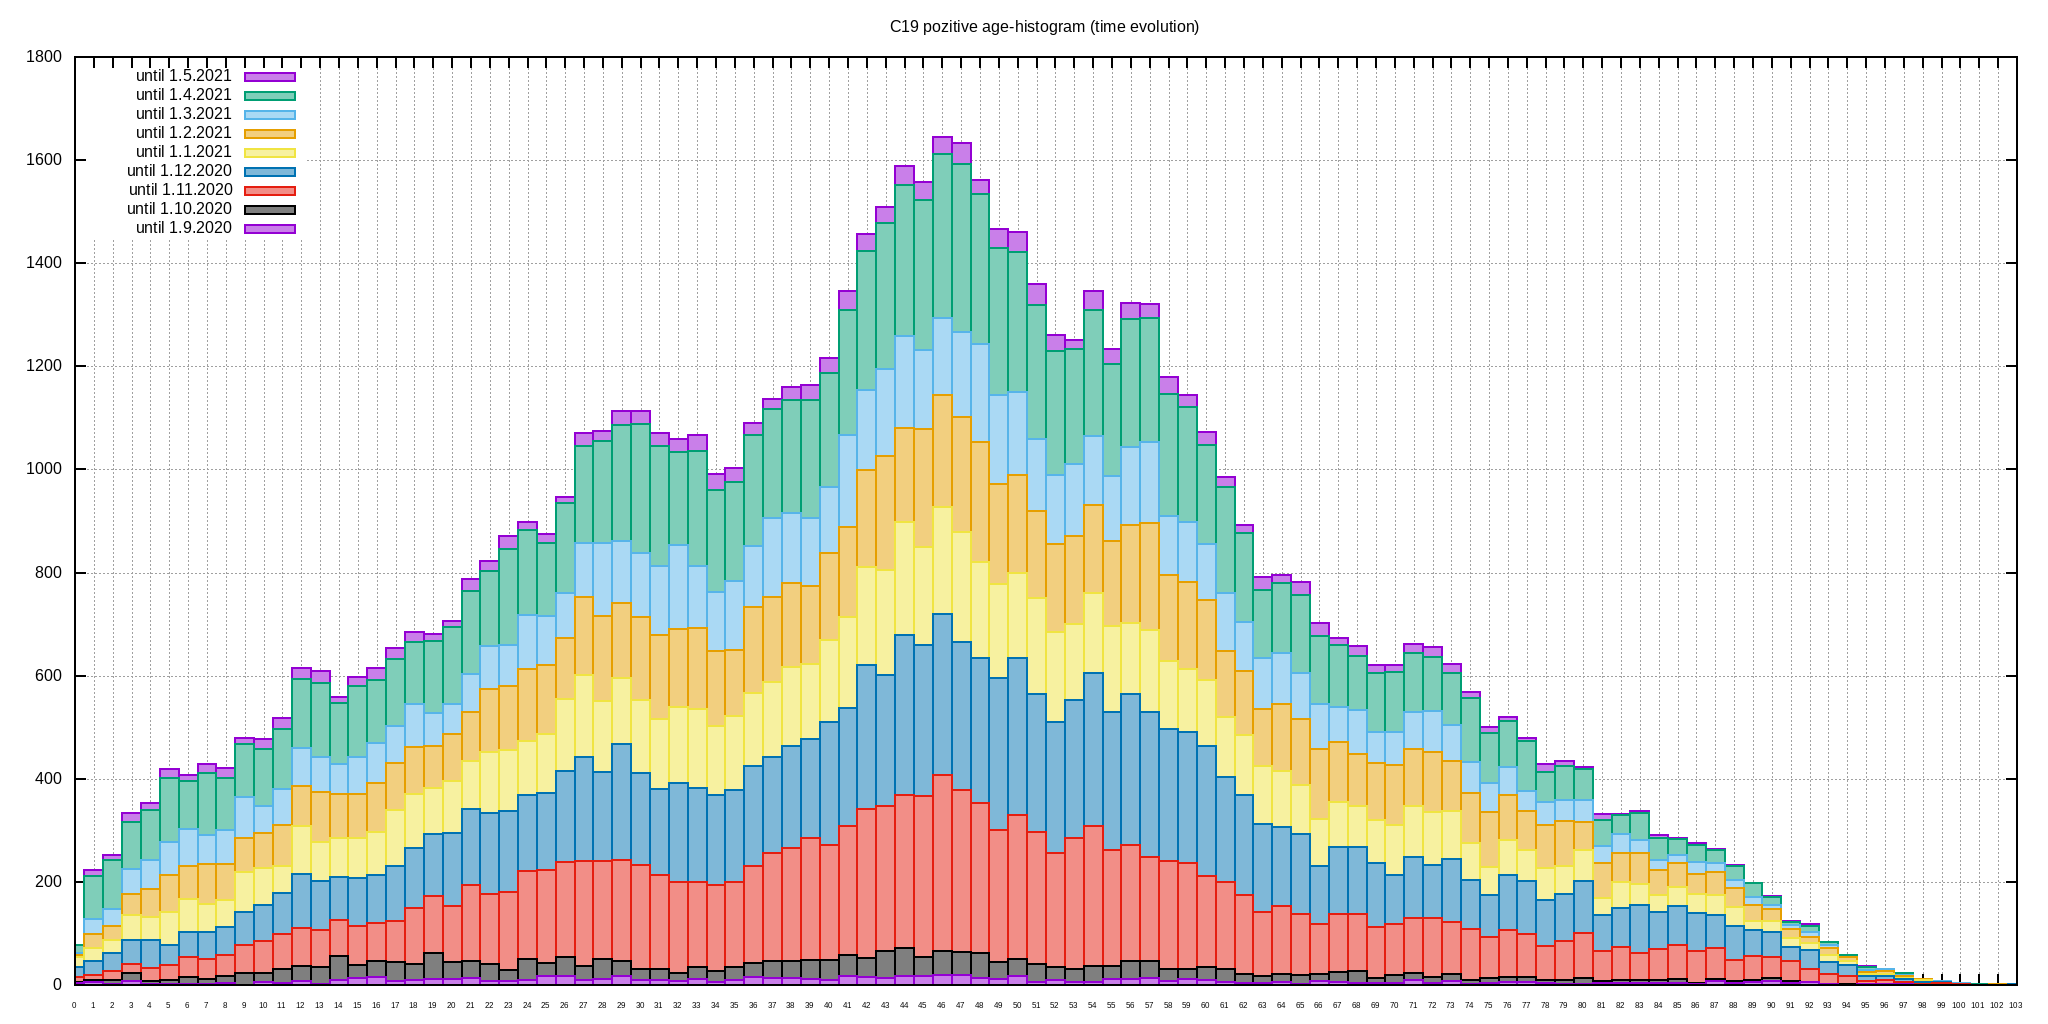 C19 pozitive age-histogram (time evolution)
1800
1600
1400
1200
1000
800
600
400
200
0
until 1.5.2021
until 1.4.2021
until 1.3.2021
until 1.2.2021
until 1.1.2021
until 1.12.2020
until 1.11.2020
until 1.10.2020
until 1.9.2020
0 1 2 3 4 5 6 7 8 9 10 11 12 13 14 15 16 17 18 19 20 21 22 23 24 25 26 27 28 29 30 31 32 33 34 35 36 37 38 39 40 41 42 43 44 45 46 47 48 49 50 51 52 53 54 55 56 57 58 59 60 61 62 63 64 65 66 67 68 69 70 71 72 73 74 75 76 77 78 79 80 81 82 83 84 85 86 87 88 89 90 91 92 93 94 95 96 97 98 99 100 101 102 103